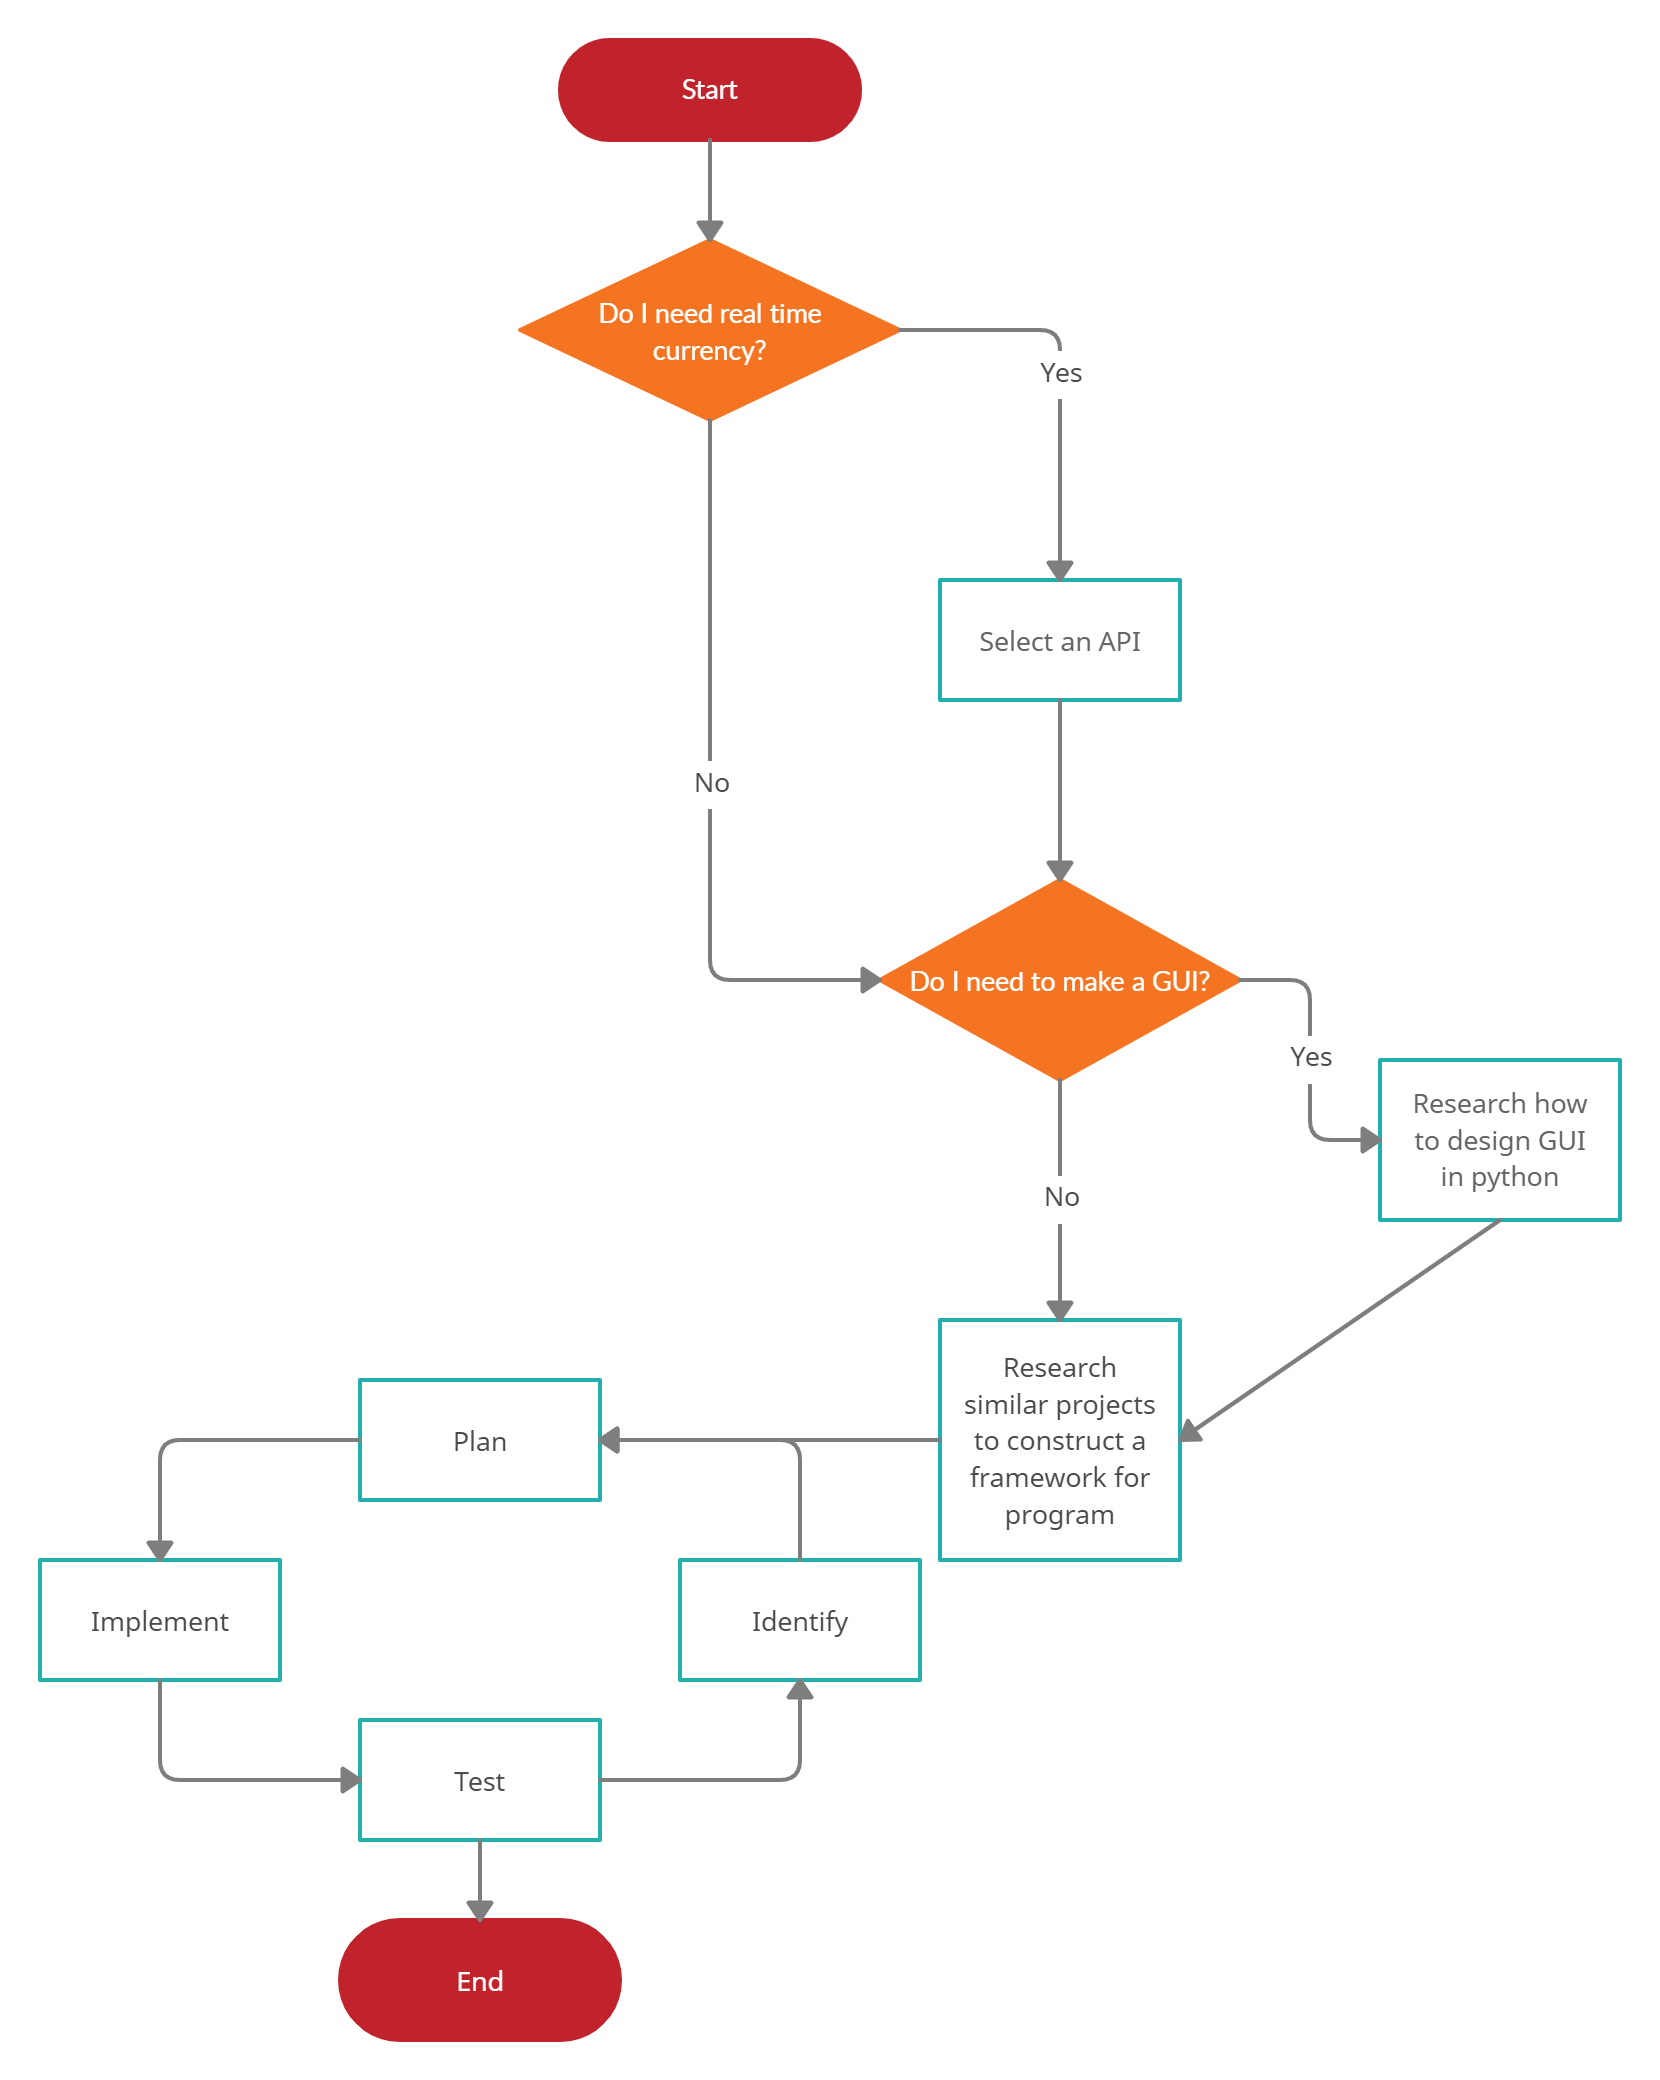 Start
Do I need real time
currency?
Yes
Select an API
No
Do I need to make a GUI?
Yes
Research how
to design GUI
in python
No
Research
similar projects
to construct a
framework for
program
Plan
Implement
Identify
Test
End